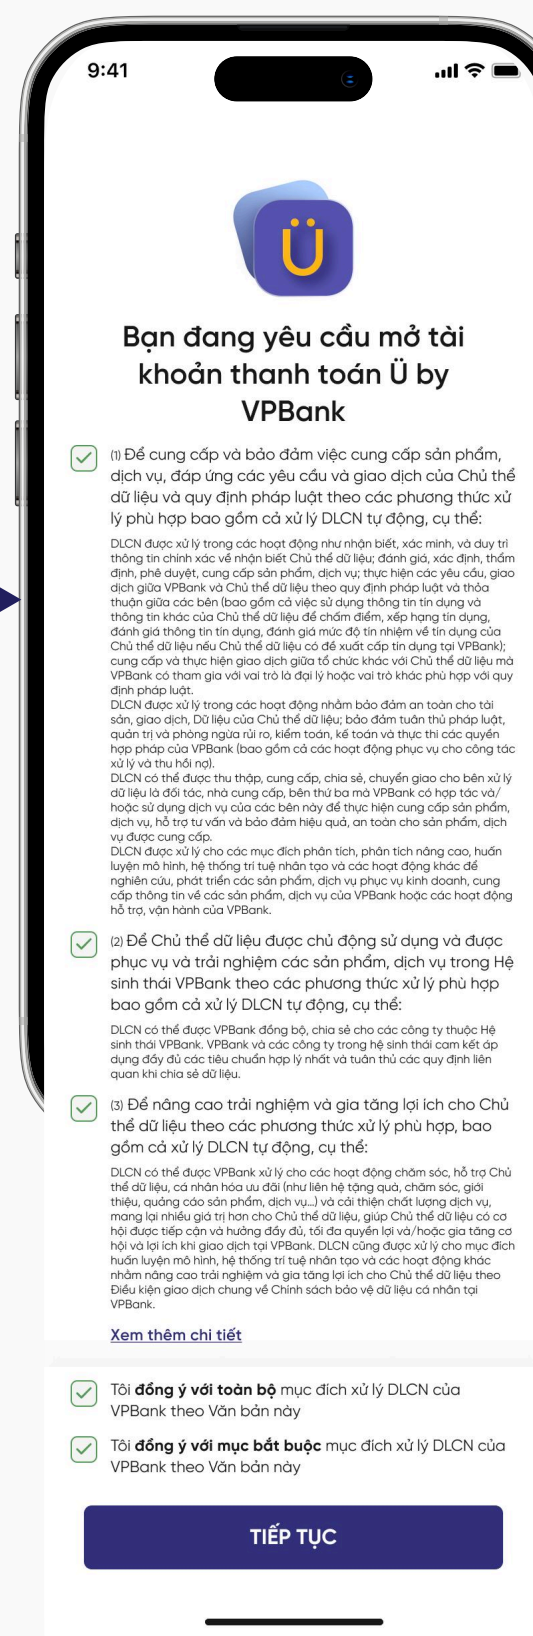 9:41
Ü
Bạn đang yêu cầu mở tài
khoản thanh toán Ü by
VPBank
(1) Để cung cấp và bảo đảm việc cung cấp sản phẩm,
dịch vụ, đáp ứng các yêu cầu và giao dịch của Chủ thể
dữ liệu và quy định pháp luật theo các phương thức xử
lý phù hợp bao gồm cả xử lý DLCN tự động, cụ thể:
DLCN được xử lý trong các hoạt động như nhận biết, xác minh, và duy trì
thông tin chính xác về nhận biết Chủ thể dữ liệu; đánh giá, xác định, thẩm
định, phê duyệt, cung cấp sản phẩm, dịch vụ; thực hiện các yêu cầu, giao
dịch giữa VPBank và Chủ thể dữ liệu theo quy định pháp luật và thỏa
thuận giữa các bên (bao gồm cả việc sử dụng thông tin tín dụng và
thông tin khác của Chủ thể dữ liệu để chấm điểm, xếp hạng tín dụng,
đánh giá thông tin tín dụng, đánh giá mức độ tín nhiệm về tín dụng của
Chủ thể dữ liệu nếu Chủ thể dữ liệu có đề xuất cấp tín dụng tại VPBank);
cung cấp và thực hiện giao dịch giữa tổ chức khác với Chủ thể dữ liệu mà
VPBank có tham gia với vai trò là đại lý hoặc vai trò khác phù hợp với quy
định pháp luật.
DLCN được xử lý trong các hoạt động nhằm bảo đảm an toàn cho tài
sản, giao dịch, Dữ liệu của Chủ thể dữ liệu; bảo đảm tuân thủ pháp luật,
quản trị và phòng ngừa rủi ro, kiểm toán, kế toán và thực thi các quyền
hợp pháp của VPBank (bao gồm cả các hoạt động phục vụ cho công tác
xử lý và thu hồi nợ).
DLCN có thể được thu thập, cung cấp, chia sẻ, chuyển giao cho bên xử lý
dữ liệu là đối tác, nhà cung cấp, bên thứ ba mà VPBank có hợp tác và/
hoặc sử dụng dịch vụ của các bên này để thực hiện cung cấp sản phẩm,
dịch vụ, hỗ trợ tư vấn và bảo đảm hiệu quả, an toàn cho sản phẩm, dịch
vụ được cung cấp.
DLCN được xử lý cho các mục đích phân tích, phân tích nâng cao, huấn
luyện mô hình, hệ thống trí tuệ nhân tạo và các hoạt động khác để
nghiên cứu, phát triển các sản phẩm, dịch vụ phục vụ kinh doanh, cung
cấp thông tin về các sản phẩm, dịch vụ của VPBank hoặc các hoạt động
hỗ trợ, vận hành của VPBank.
(2) Để Chủ thể dữ liệu được chủ động sử dụng và được
phục vụ và trải nghiệm các sản phẩm, dịch vụ trong Hệ
sinh thái VPBank theo các phương thức xử lý phù hợp
bao gồm cả xử lý DLCN tự động, cụ thể:
DLCN có thể được VPBank đồng bộ, chia sẻ cho các công ty thuộc Hệ
sinh thái VPBank. VPBank và các công ty trong hệ sinh thái cam kết áp
dụng đầy đủ các tiêu chuẩn hợp lý nhất và tuân thủ các quy định liên
quan khi chia sẻ dữ liệu.
(3) Để nâng cao trải nghiệm và gia tăng lợi ích cho Chủ
thể dữ liệu theo các phương thức xử lý phù hợp, bao
gồm cả xử lý DLCN tự động, cụ thể:
DLCN có thể được VPBank xử lý cho các hoạt động chăm sóc, hỗ trợ Chủ
thể dữ liệu, cá nhân hóa ưu đãi (như liên hệ tặng quà, chăm sóc, giới
thiệu, quảng cáo sản phẩm, dịch vụ...) và cải thiện chất lượng dịch vụ,
mang lại nhiều giá trị hơn cho Chủ thể dữ liệu, giúp Chủ thể dữ liệu có cơ
hội được tiếp cận và hưởng đầy đủ, tối đa quyền lợi và/hoặc gia tăng cơ
hội và lợi ích khi giao dịch tại VPBank. DLCN cũng được xử lý cho mục đích
huấn luyện mô hình, hệ thống trí tuệ nhân tạo và các hoạt động khác
nhằm nâng cao trải nghiệm và gia tăng lợi ích cho Chủ thể dữ liệu theo
Điều kiện giao dịch chung về Chính sách bảo vệ dữ liệu cá nhân tại
VPBank.
Xem thêm chi tiết
Tôi đồng ý với toàn bộ mục đích xử lý DLCN của
VPBank theo Văn bản này
Tôi đồng ý với mục bắt buộc mục đích xử lý DLCN của
VPBank theo Văn bản này
TIẾP TỤC